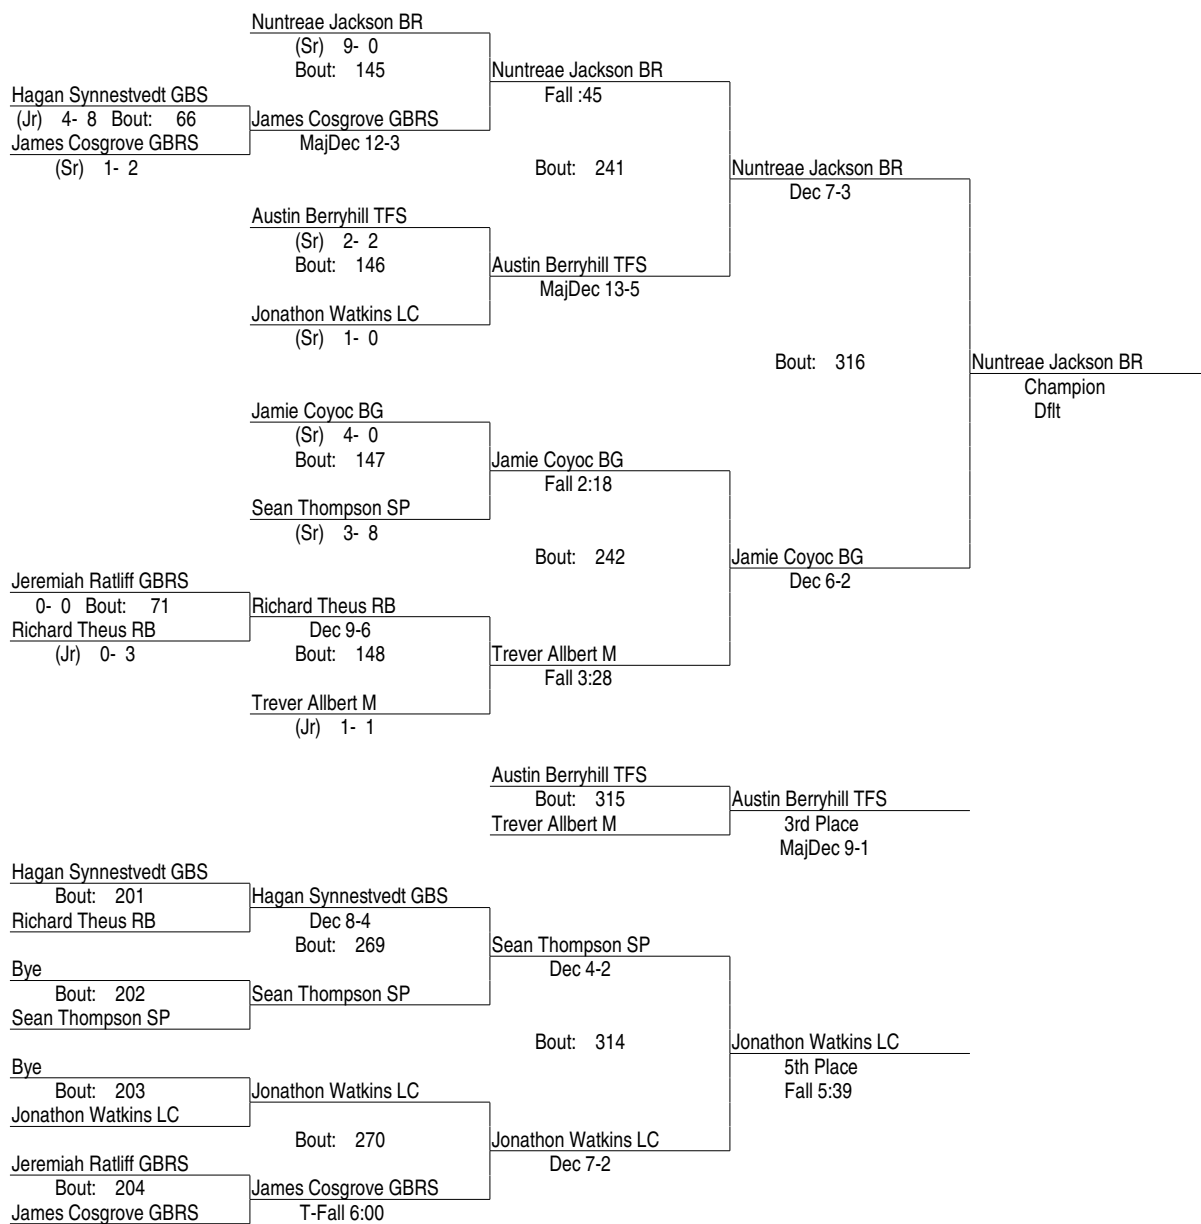 Nuntreae Jackson BR
(Sr) 9- 0
Bout: 145
Nuntreae Jackson BR
Fall :45
Hagan Synnestvedt GBS
(Jr) 4- 8 Bout: 66
James Cosgrove GBRS
MajDec 12-3
James Cosgrove GBRS
(Sr) 1- 2
Bout: 241
Nuntreae Jackson BR
Dec 7-3
Austin Berryhill TFS
(Sr) 2- 2
Bout: 146
Austin Berryhill TFS
MajDec 13-5
Jonathon Watkins LC
(Sr) 1- 0
Bout: 316
Nuntreae Jackson BR
Champion
Dflt
Jamie Coyoc BG
(Sr) 4- 0
Bout: 147
Jamie Coyoc BG
Fall 2:18
Sean Thompson SP
(Sr) 3- 8
Bout: 242
Jamie Coyoc BG
Dec 6-2
Jeremiah Ratliff GBRS
0- 0 Bout: 71
Richard Theus RB
Dec 9-6
Richard Theus RB
(Jr) 0- 3
Bout: 148
Trever Allbert M
Fall 3:28
Trever Allbert M
(Jr) 1- 1
Austin Berryhill TFS
Bout: 315
Austin Berryhill TFS
Trever Allbert M
3rd Place
MajDec 9-1
Hagan Synnestvedt GBS
Bout: 201
Hagan Synnestvedt GBS
Richard Theus RB
Dec 8-4
Bout: 269
Sean Thompson SP
Dec 4-2
Bye
Bout: 202
Sean Thompson SP
Sean Thompson SP
Bout: 314
Jonathon Watkins LC
5th Place
Fall 5:39
Bye
Bout: 203
Jonathon Watkins LC
Jonathon Watkins LC
Bout: 270
Jonathon Watkins LC
Dec 7-2
Jeremiah Ratliff GBRS
Bout: 204
James Cosgrove GBRS
James Cosgrove GBRS
T-Fall 6:00